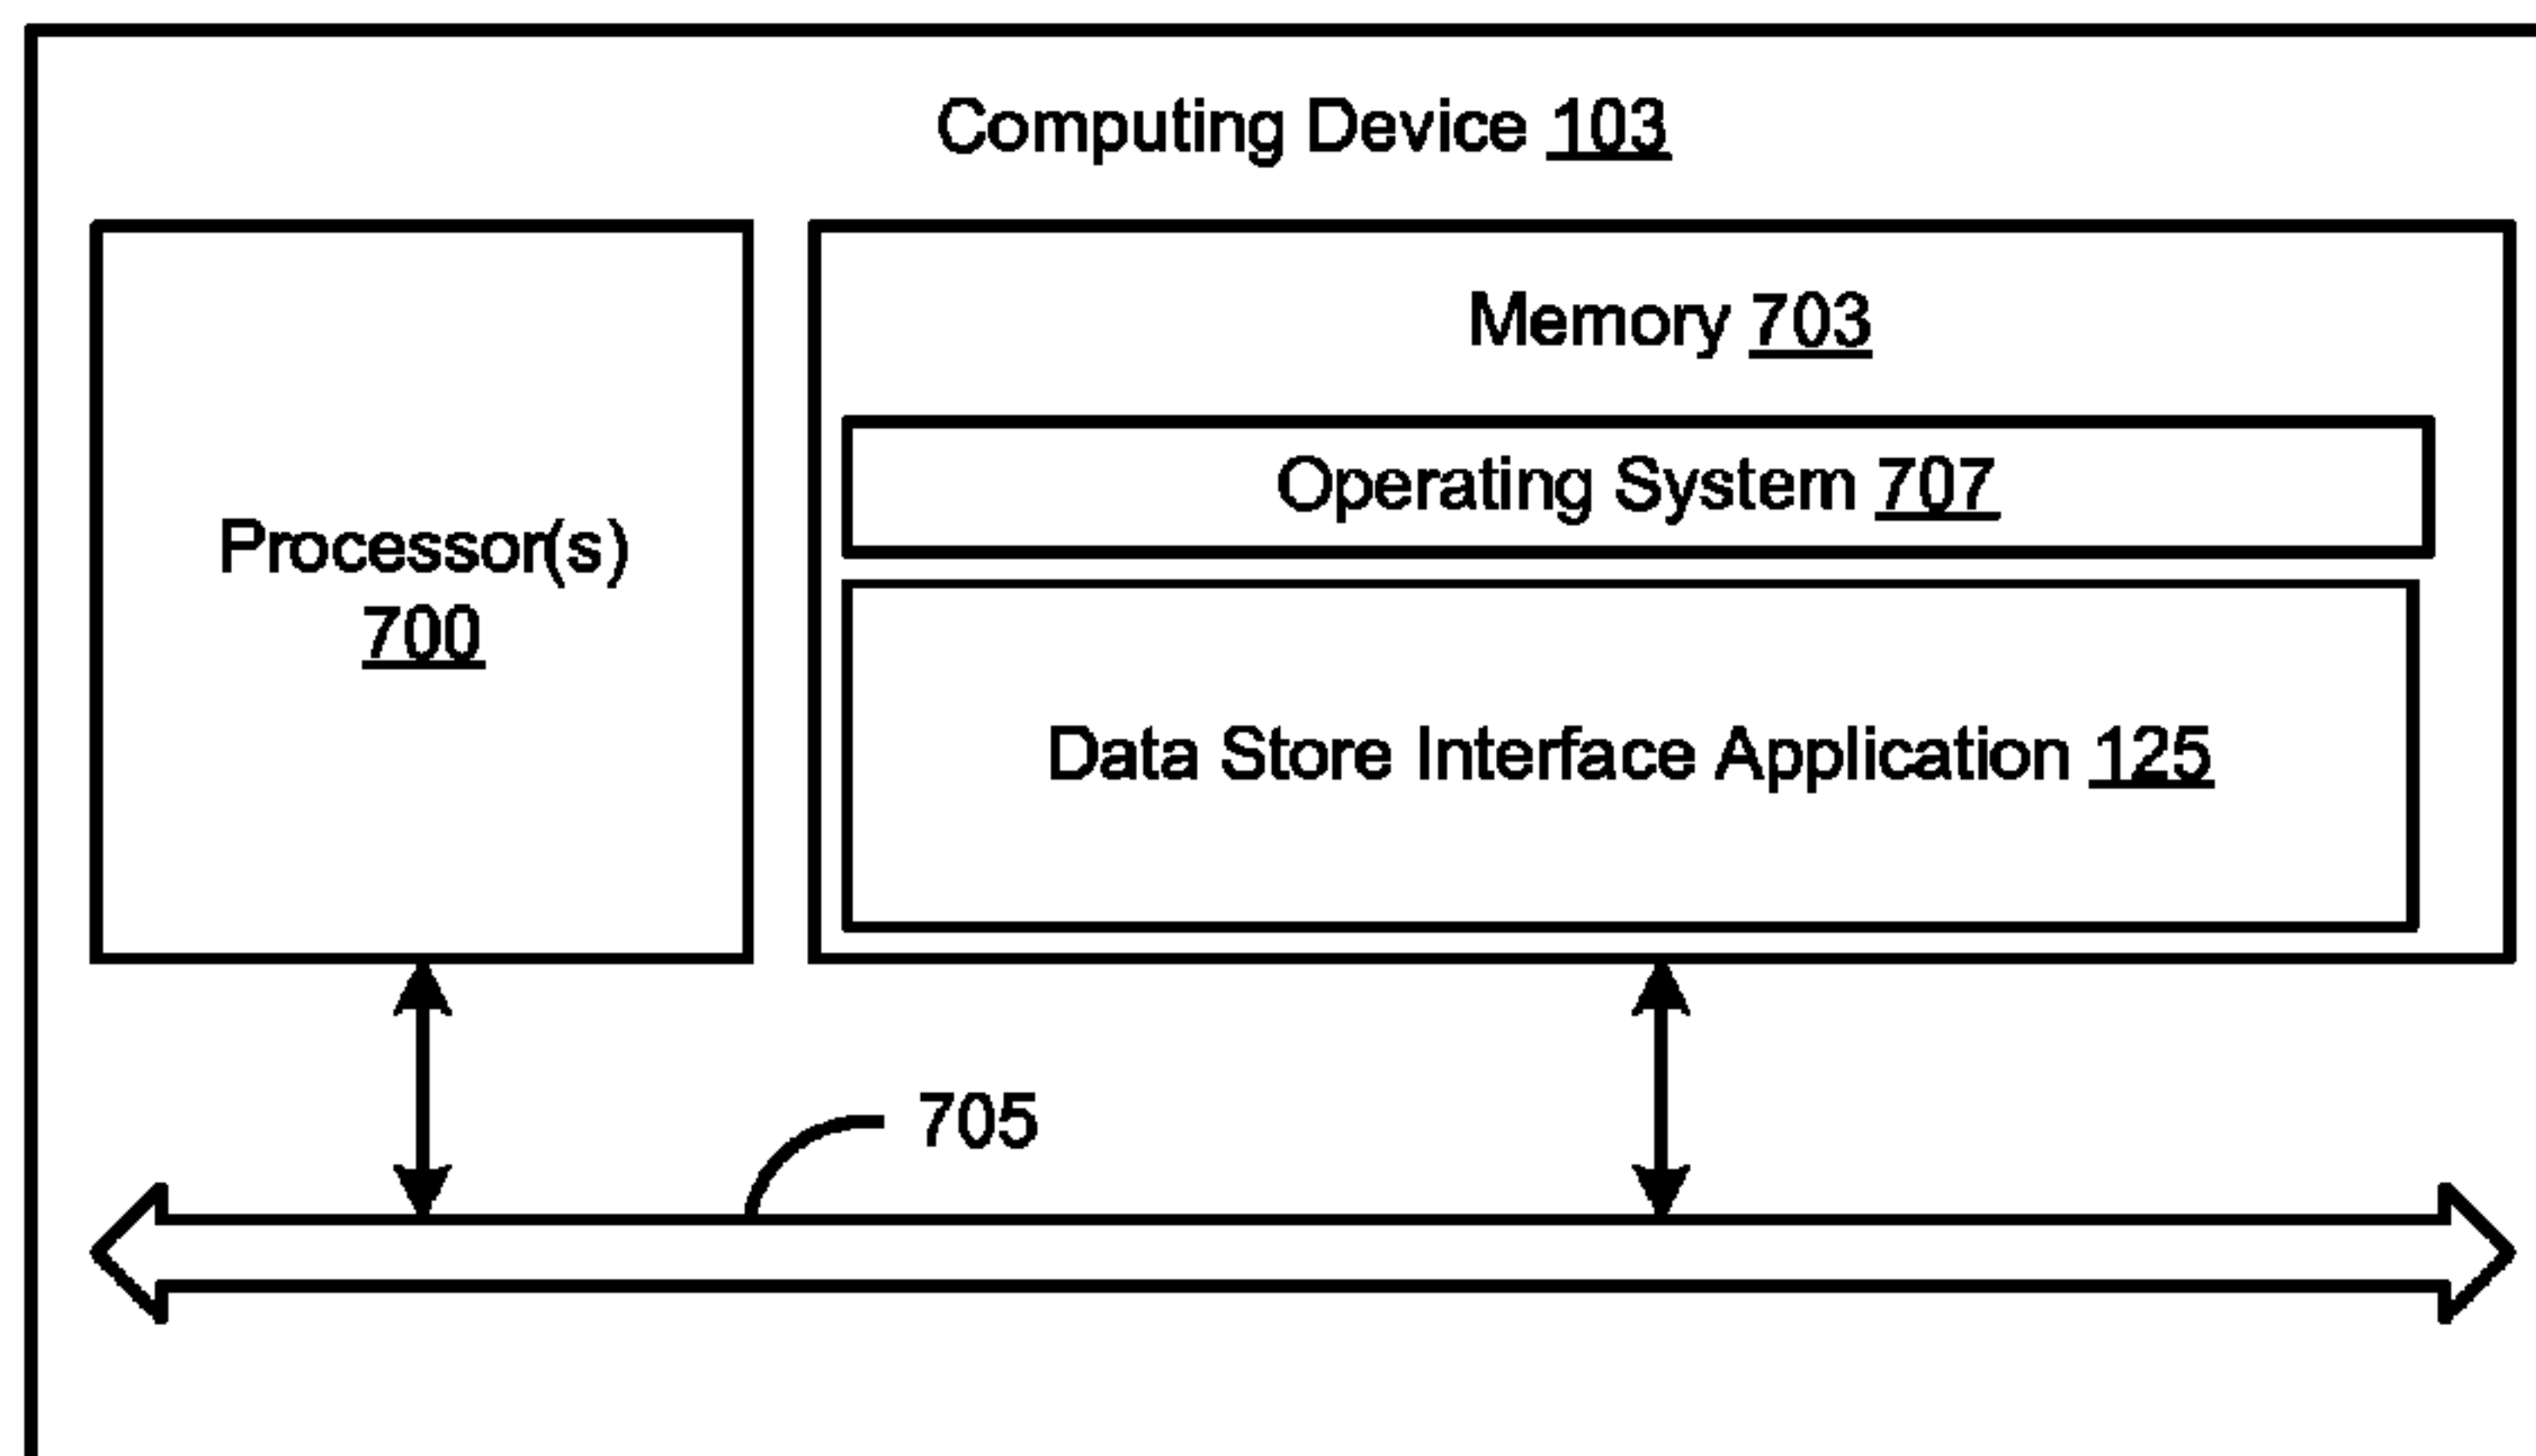 Computing Device 103
Memory 703
Operating System 707
Processor(s)
700
Data Store Interface Application 125
705